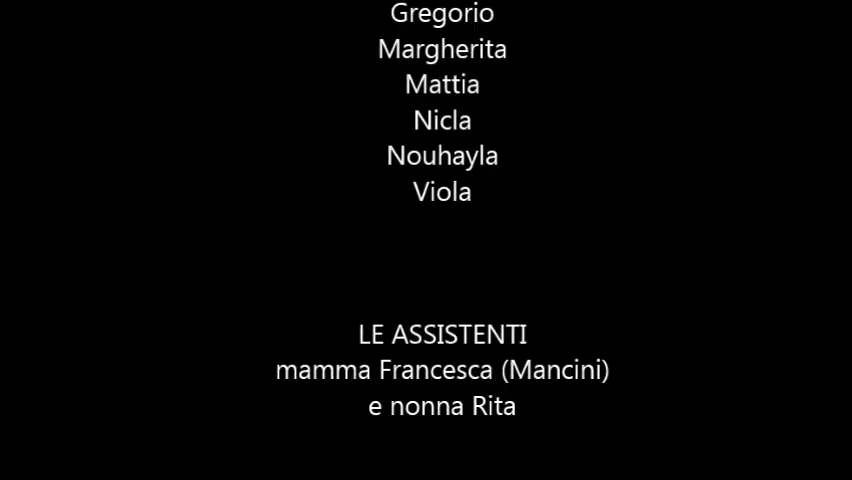 Gregorio
Margherita
Mattia
Nicla
Nouhayla
Viola
LE ASSISTENTI
mamma Francesca (Mancini)
e nonna Rita